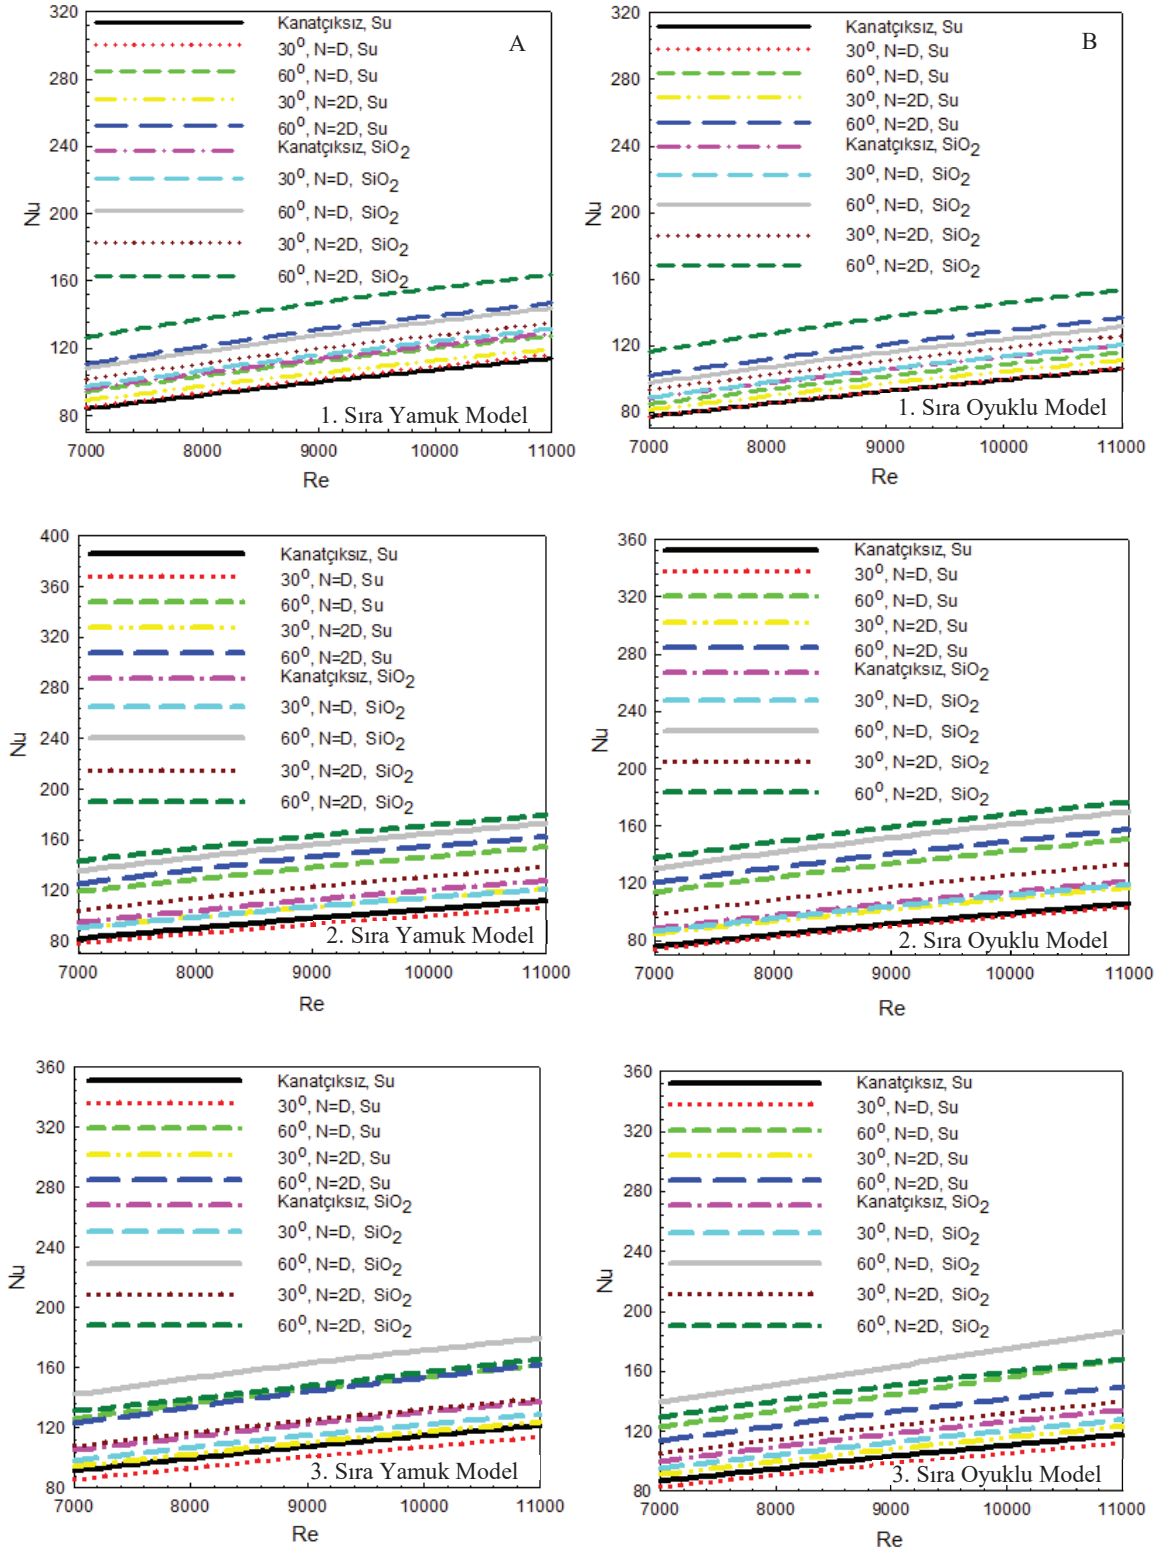 A
Nu
320
280
240
200
160
120
80
Kanatçıksız, Su
30⁰, N=D, Su
60⁰, N=D, Su
30⁰, N=2D, Su
60⁰, N=2D, Su
Kanatçıksız, SiO₂
30⁰, N=D, SiO₂
60⁰, N=D, SiO₂
30⁰, N=2D, SiO₂
60⁰, N=2D, SiO₂
1. Sıra Yamuk Model
7000 8000 9000 10000 11000
Re
B
Nu
320
280
240
200
160
120
80
Kanatçıksız, Su
30⁰, N=D, Su
60⁰, N=D, Su
30⁰, N=2D, Su
60⁰, N=2D, Su
Kanatçıksız, SiO₂
30⁰, N=D, SiO₂
60⁰, N=D, SiO₂
30⁰, N=2D, SiO₂
60⁰, N=2D, SiO₂
1. Sıra Oyuklu Model
7000 8000 9000 10000 11000
Re
Nu
400
360
320
280
240
200
160
120
80
Kanatçıksız, Su
30⁰, N=D, Su
60⁰, N=D, Su
30⁰, N=2D, Su
60⁰, N=2D, Su
Kanatçıksız, SiO₂
30⁰, N=D, SiO₂
60⁰, N=D, SiO₂
30⁰, N=2D, SiO₂
60⁰, N=2D, SiO₂
2. Sıra Yamuk Model
7000 8000 9000 10000 11000
Re
Nu
360
320
280
240
200
160
120
80
Kanatçıksız, Su
30⁰, N=D, Su
60⁰, N=D, Su
30⁰, N=2D, Su
60⁰, N=2D, Su
Kanatçıksız, SiO₂
30⁰, N=D, SiO₂
60⁰, N=D, SiO₂
30⁰, N=2D, SiO₂
60⁰, N=2D, SiO₂
2. Sıra Oyuklu Model
7000 8000 9000 10000 11000
Re
Nu
360
320
280
240
200
160
120
80
Kanatçıksız, Su
30⁰, N=D, Su
60⁰, N=D, Su
30⁰, N=2D, Su
60⁰, N=2D, Su
Kanatçıksız, SiO₂
30⁰, N=D, SiO₂
60⁰, N=D, SiO₂
30⁰, N=2D, SiO₂
60⁰, N=2D, SiO₂
3. Sıra Yamuk Model
7000 8000 9000 10000 11000
Re
Nu
360
320
280
240
200
160
120
80
Kanatçıksız, Su
30⁰, N=D, Su
60⁰, N=D, Su
30⁰, N=2D, Su
60⁰, N=2D, Su
Kanatçıksız, SiO₂
30⁰, N=D, SiO₂
60⁰, N=D, SiO₂
30⁰, N=2D, SiO₂
60⁰, N=2D, SiO₂
3. Sıra Oyuklu Model
7000 8000 9000 10000 11000
Re